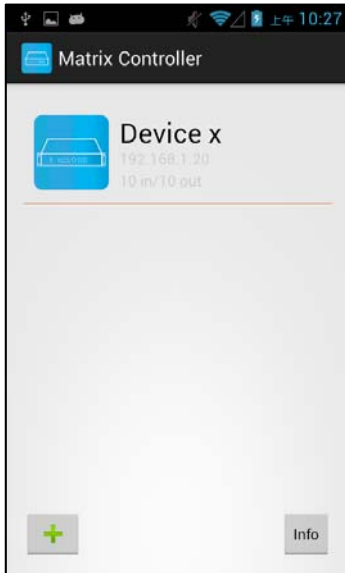 上午 10:27
Matrix Controller
Device x
192.168.1.20
10 in/10 out
Info